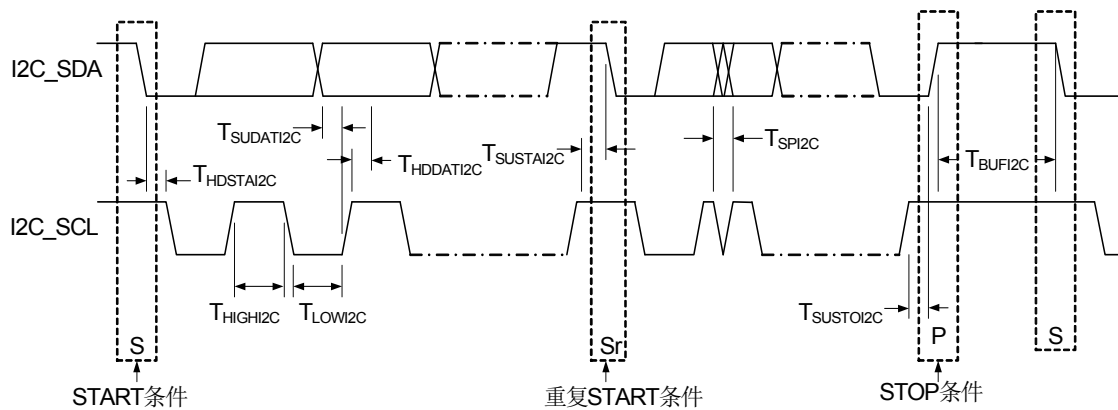 I2C_SDA
TSUDATI2C
THDDATI2C
TSUSTAI2C
TSPI2C
TBUFI2C
THDSTAI2C
I2C_SCL
THIGHI2C
TLOWI2C
TSUSTOI2C
S
Sr
P
S
START条件
重复START条件
STOP条件